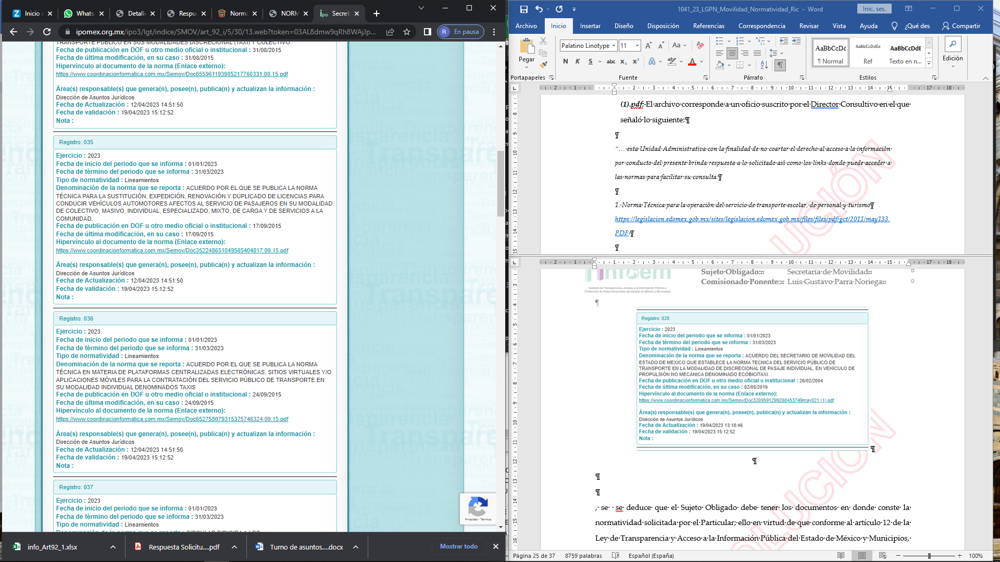 Inicio
Whats
Detalle
Respu
Norma
NORM
Secret
ipomex.org.mx/ipo3/lgt/indice/SMOV/art_92_i/5/30/13.web?token=03AL8dmw9qRh8WAjJp...
R En pausa
TRANSPORTE PÚBLICO EN SUS MODALIDADES DISCRECIONAL (TAXI) Y COLECTIVO.
Fecha de publicación en DOF u otro medio oficial o institucional : 31/08/2015
Fecha de última modificación, en su caso : 31/08/2015
Hipervínculo al documento de la norma (Enlace externo):
https://www.coordinacionformatica.com.mx/Semov/Doc655961193985217760331.08.15.pdf
Área(s) responsable(s) que genera(n), posee(n), publica(n) y actualizan la información :
Dirección de Asuntos Jurídicos
Fecha de Actualización : 12/04/2023 14:51:50
Fecha de validación : 19/04/2023 15:12:52
Nota :
Registro: 035
Ejercicio : 2023
Fecha de inicio del periodo que se informa : 01/01/2023
Fecha de término del periodo que se informa : 31/03/2023
Tipo de normatividad : Lineamientos
Denominación de la norma que se reporta : ACUERDO POR EL QUE SE PUBLICA LA NORMA
TÉCNICA PARA LA SUSTITUCIÓN, EXPEDICIÓN, RENOVACIÓN Y DUPLICADO DE LICENCIAS PARA
CONDUCIR VEHÍCULOS AUTOMOTORES AFECTOS AL SERVICIO DE PASAJEROS EN SU MODALIDAD
DE COLECTIVO, MASIVO, INDIVIDUAL, ESPECIALIZADO, MIXTO, DE CARGA Y DE SERVICIOS A LA
COMUNIDAD.
Fecha de publicación en DOF u otro medio oficial o institucional : 17/09/2015
Fecha de última modificación, en su caso : 17/09/2015
Hipervínculo al documento de la norma (Enlace externo):
https://www.coordinacionformatica.com.mx/Semov/Doc352248651049565404817.09.15.pdf
Área(s) responsable(s) que genera(n), posee(n), publica(n) y actualizan la información :
Dirección de Asuntos Jurídicos
Fecha de Actualización : 12/04/2023 14:51:50
Fecha de validación : 19/04/2023 15:12:52
Nota :
Registro: 036
Ejercicio : 2023
Fecha de inicio del periodo que se informa : 01/01/2023
Fecha de término del periodo que se informa : 31/03/2023
Tipo de normatividad : Lineamientos
Denominación de la norma que se reporta : ACUERDO POR EL QUE SE PUBLICA LA NORMA
TÉCNICA EN MATERIA DE PLATAFORMAS CENTRALIZADAS ELECTRÓNICAS, SITIOS VIRTUALES Y/O
APLICACIONES MÓVILES PARA LA CONTRATACIÓN DEL SERVICIO PÚBLICO DE TRANSPORTE EN
SU MODALIDAD INDIVIDUAL DENOMINADOS TAXIS
Fecha de publicación en DOF u otro medio oficial o institucional : 24/09/2015
Fecha de última modificación, en su caso : 24/09/2015
Hipervínculo al documento de la norma (Enlace externo):
https://www.coordinacionformatica.com.mx/Semov/Doc652758079315375746324.09.15.pdf
Área(s) responsable(s) que genera(n), posee(n), publica(n) y actualizan la información :
Dirección de Asuntos Jurídicos
Fecha de Actualización : 12/04/2023 14:51:50
Fecha de validación : 19/04/2023 15:12:52
Nota :
Registro: 037
Ejercicio : 2023
Fecha de inicio del periodo que se informa : 01/01/2023
Fecha de término del periodo que se informa : 31/03/2023
Tipo de normatividad : Lineamientos
Privacidad - Términos
info_Art92_1.xlsx
Respuesta Solicitu....pdf
Turno de asuntos....docx
Mostrar todo
1041_23_LGPN_Movilidad_Normatividad_Ric - Word
Inic. ses.
Archivo Inicio Insertar Diseño Disposición Referencias Correspondencia Revisar Vista Ayuda ¿Qué des Compartir
Pegar
Palatino Linotype 11
N K S abc x₂ x²
AaBbCcDd AaBbCcDdEe AaBbCcDdE
¶ Normal Ref Texto en n...
Edición
Portapapeles Fuente Párrafo Estilos
(1).pdf: El archivo corresponde a un oficio suscrito por el Director Consultivo en el que
señaló lo siguiente:¶
¶
“… esta Unidad Administrativa con la finalidad de no coartar el derecho al acceso a la información
por conducto del presente brinda respuesta a lo solicitado así como los links donde puede acceder a
las normas para facilitar su consulta:¶
¶
1. Norma Técnica para la operación del servicio de transporte escolar, de personal y turismo¶
https://legislacion.edomex.gob.mx/sites/legislacion.edomex.gob.mx/files/files/pdf/gct/2011/may133.
PDF ¶
¶
infoem
Instituto de Transparencia, Acceso a la Información Pública y
Protección de Datos Personales del Estado de México y Municipios
Sujeto Obligado:¤ Secretaría de Movilidad¤
Comisionado Ponente:¤ Luis Gustavo Parra Noriega¤
¶
Registro: 028
Ejercicio : 2023
Fecha de inicio del periodo que se informa : 01/01/2023
Fecha de término del periodo que se informa : 31/03/2023
Tipo de normatividad : Lineamientos
Denominación de la norma que se reporta : ACUERDO DEL SECRETARIO DE MOVILIDAD DEL
ESTADO DE MEXICO QUE ESTABLECE LA NORMA TECNICA DEL SERVICIO PÚBLICO DE
TRANSPORTE EN LA MODALIDAD DE DISCRECIONAL DE PASAJE INDIVIDUAL, EN VEHÍCULO DE
PROPULSIÓN NO MECÁNICA DENOMINADO ECOBICITAXI.
Fecha de publicación en DOF u otro medio oficial o institucional : 26/02/2004
Fecha de última modificación, en su caso : 02/05/2019
Hipervínculo al documento de la norma (Enlace externo):
https://www.coordinacionformatica.com.mx/Semov/Doc3209591299268453749may021 (1).pdf
Área(s) responsable(s) que genera(n), posee(n), publica(n) y actualizan la información :
Dirección de Asuntos Jurídicos
Fecha de Actualización : 19/04/2023 13:18:46
Fecha de validación : 19/04/2023 15:12:52
Nota :
¶
¶
¶
¶
, se se deduce que el Sujeto Obligado debe tener los documentos en donde conste la
normatividad solicitada por el Particular; ello en virtud de que conforme al artículo 12 de la
Ley de Transparencia y Acceso a la Información Pública del Estado de México y Municipios,
Página 25 de 37 8759 palabras Español (España) 100%